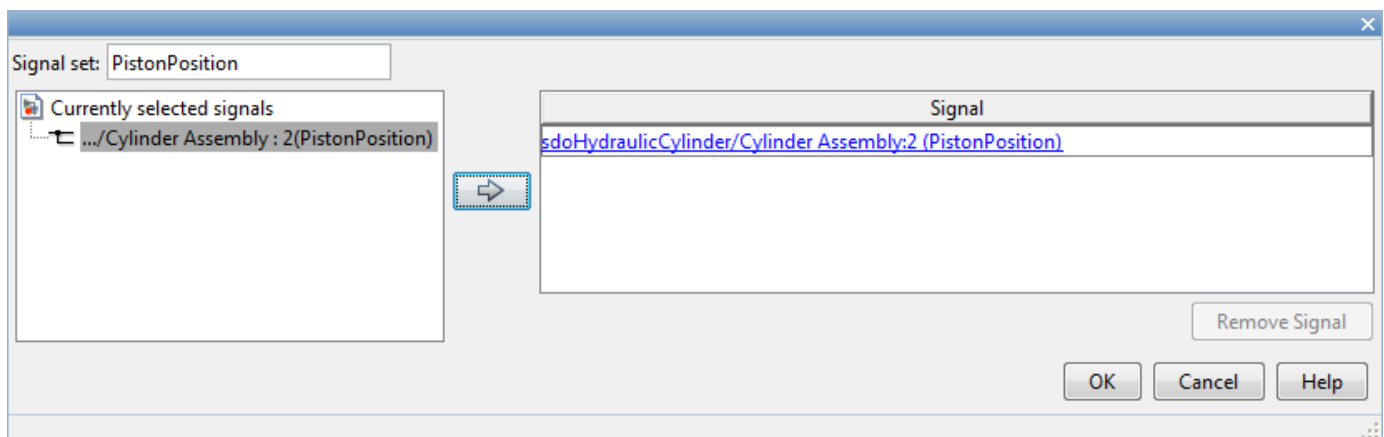 Signal set: PistonPosition
Currently selected signals
.../Cylinder Assembly : 2(PistonPosition)
Signal
sdoHydraulicCylinder/Cylinder Assembly:2 (PistonPosition)
Remove Signal
OK Cancel Help